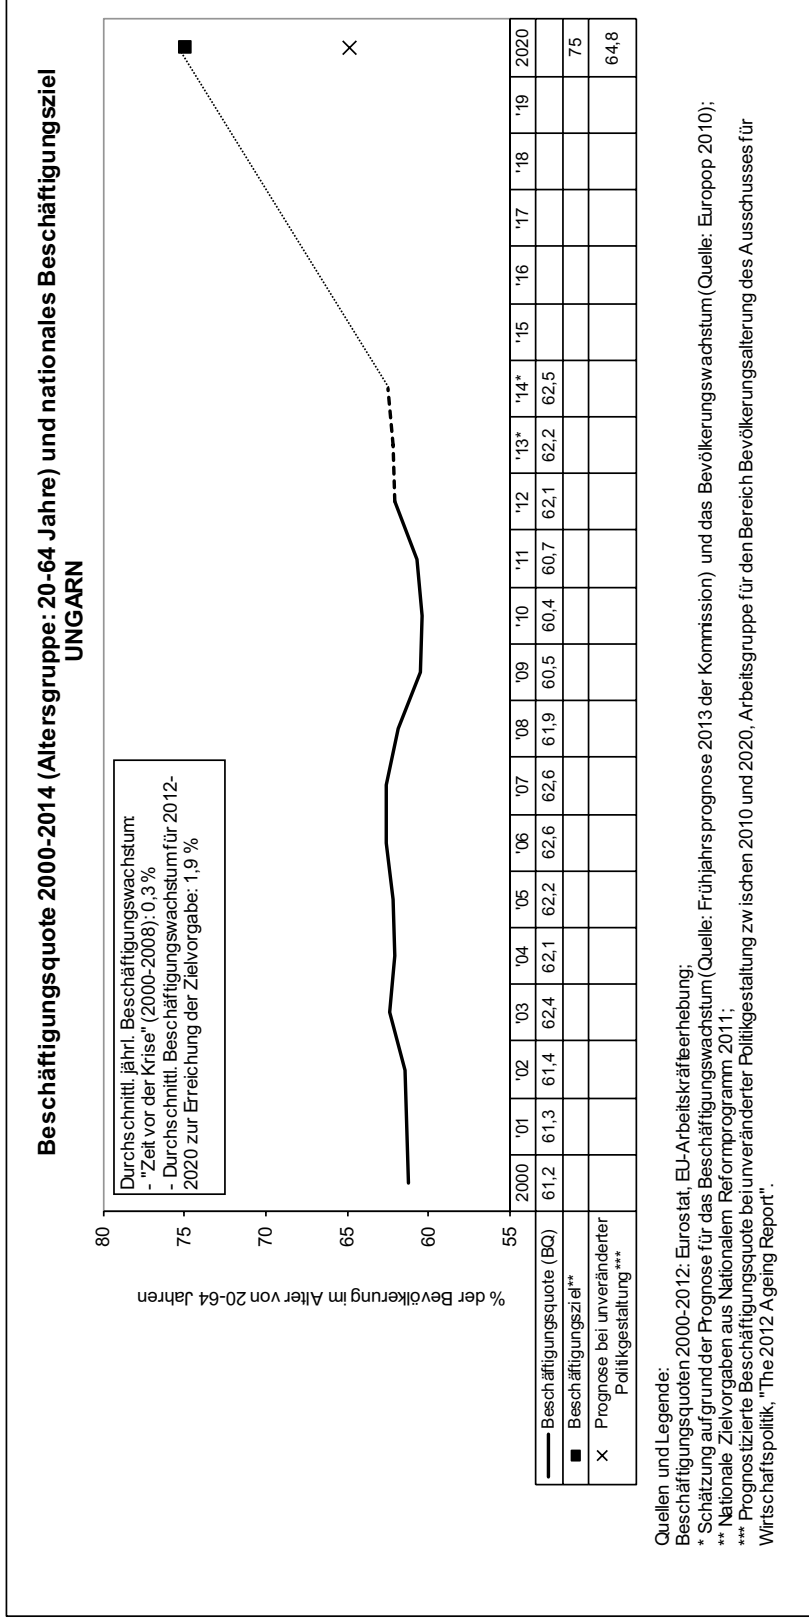 Beschäftigungsquote 2000-2014 (Altersgruppe: 20-64 Jahre) und nationales Beschäftigungsziel
UNGARN
Durchschnittl. jährl. Beschäftigungswachstum:
- "Zeit vor der Krise" (2000-2008): 0,3 %
- Durchschnittl. Beschäftigungswachstum für 2012-
2020 zur Erreichung der Zielvorgabe: 1,9 %
% der Bevölkerung im Alter von 20-64 Jahren
80
75
70
65
60
55
2000 '01 '02 '03 '04 '05 '06 '07 '08 '09 '10 '11 '12 '13* '14* '15 '16 '17 '18 '19 2020
Beschäftigungsquote (BQ) 61,2 61,3 61,4 62,4 62,1 62,2 62,6 62,6 61,9 60,5 60,4 60,7 62,1 62,2 62,5
Beschäftigungsziel** 75
Prognose bei unveränderter
Politikgestaltung*** 64,8
Quellen und Legende:
Beschäftigungsquoten 2000-2012: Eurostat, EU-Arbeitskräfteerhebung;
* Schätzung aufgrund der Prognose für das Beschäftigungswachstum (Quelle: Frühjahrsprognose 2013 der Kommission) und das Bevölkerungswachstum (Quelle: Europop 2010);
** Nationale Zielvorgaben aus Nationalem Reformprogramm 2011;
*** Prognostizierte Beschäftigungsquote bei unveränderter Politikgestaltung zwischen 2010 und 2020, Arbeitsgruppe für den Bereich Bevölkerungsalterung des Ausschusses für
Wirtschaftspolitik, "The 2012 Ageing Report".